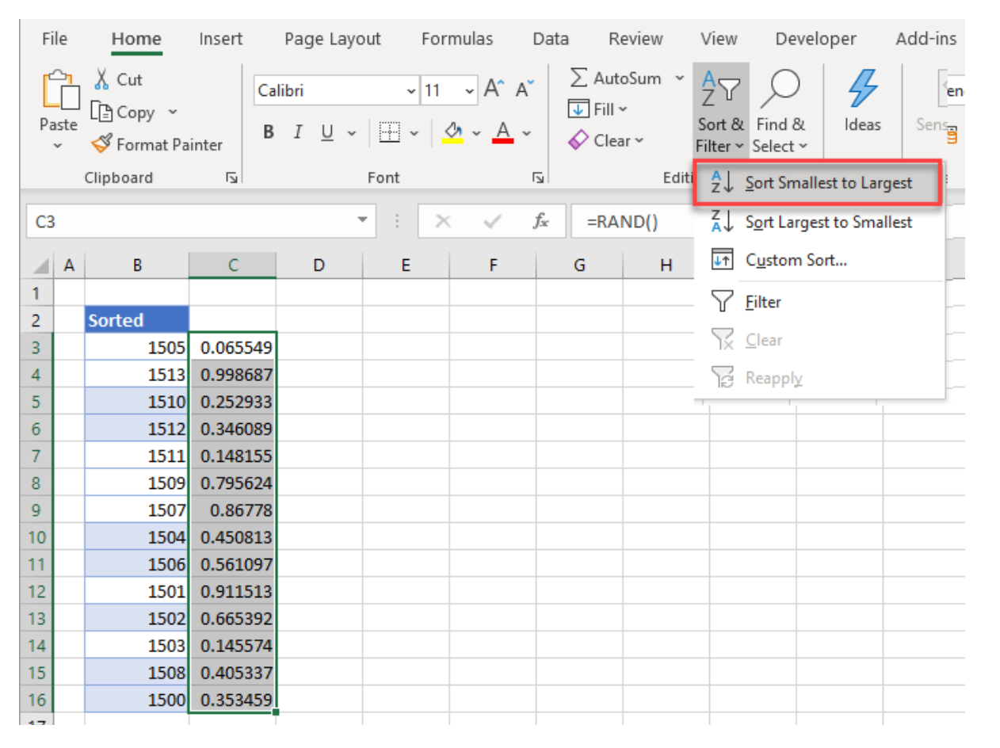 File Home Insert Page Layout Formulas Data Review View Developer Add-ins
Cut
Copy
Paste
Format Painter
Clipboard
Calibri 11 A A
B I U A
Font
AutoSum
Fill
Clear
Editi
A
Z
Sort &
Filter
Find &
Select
Ideas
Sens
en
Sort Smallest to Largest
Sort Largest to Smallest
Custom Sort...
Filter
Clear
Reapply
C3 fx =RAND()
A B C D E F G H
1
2 Sorted
3 1505 0.065549
4 1513 0.998687
5 1510 0.252933
6 1512 0.346089
7 1511 0.148155
8 1509 0.795624
9 1507 0.86778
10 1504 0.450813
11 1506 0.561097
12 1501 0.911513
13 1502 0.665392
14 1503 0.145574
15 1508 0.405337
16 1500 0.353459